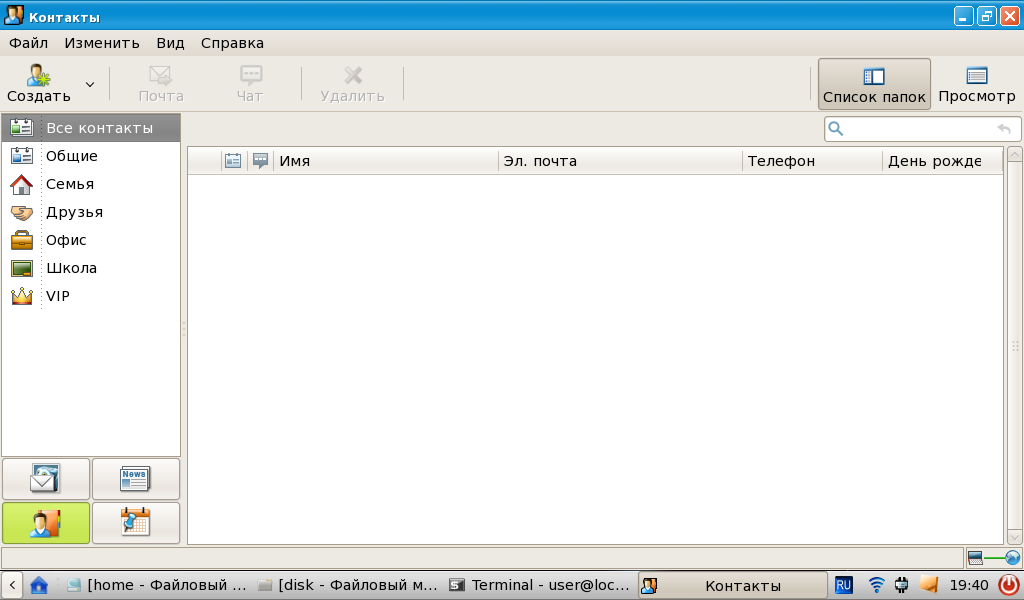 Контакты
Файл Изменить Вид Справка
Создать Почта Чат Удалить Список папок Просмотр
Все контакты
Общие
Семья
Друзья
Офис
Школа
VIP
Имя Эл. почта Телефон День рожде
News
[home - Файловый ... [disk - Файловый м... Terminal - user@loc... Контакты RU 19:40